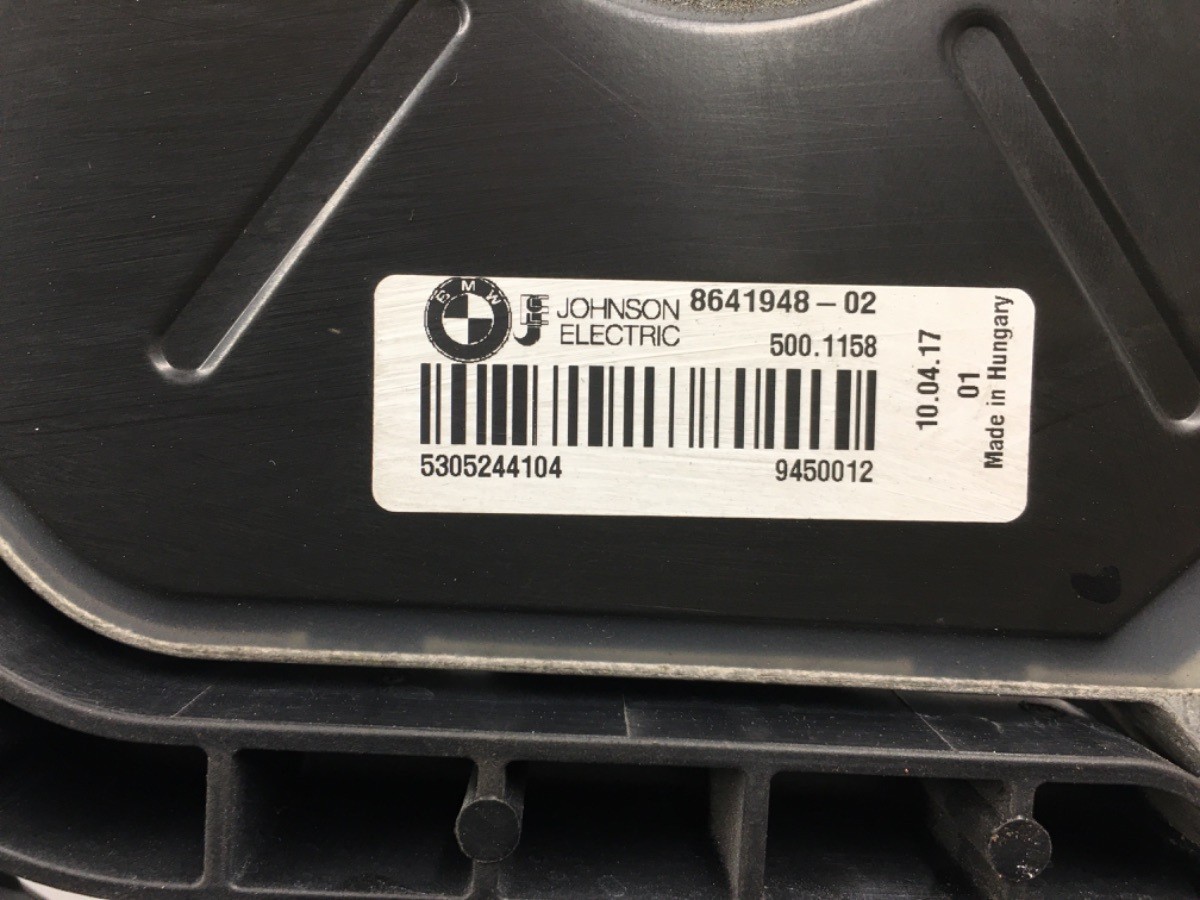 BMW
JOHNSON
ELECTRIC
8641948-02
500.1158
5305244104
9450012
10.04.17
01
Made in Hungary